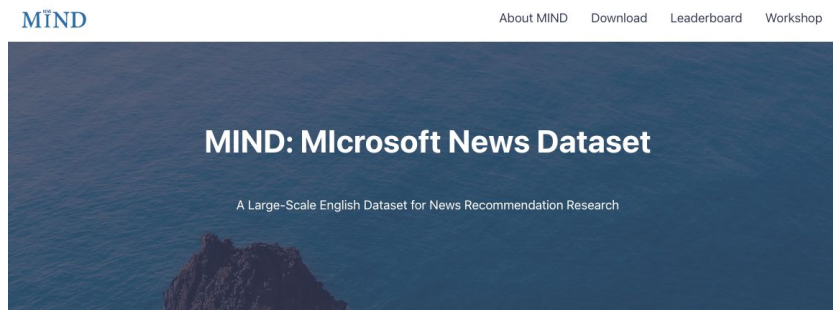 MIND
About MIND Download Leaderboard Workshop
MIND: MIcrosoft News Dataset
A Large-Scale English Dataset for News Recommendation Research